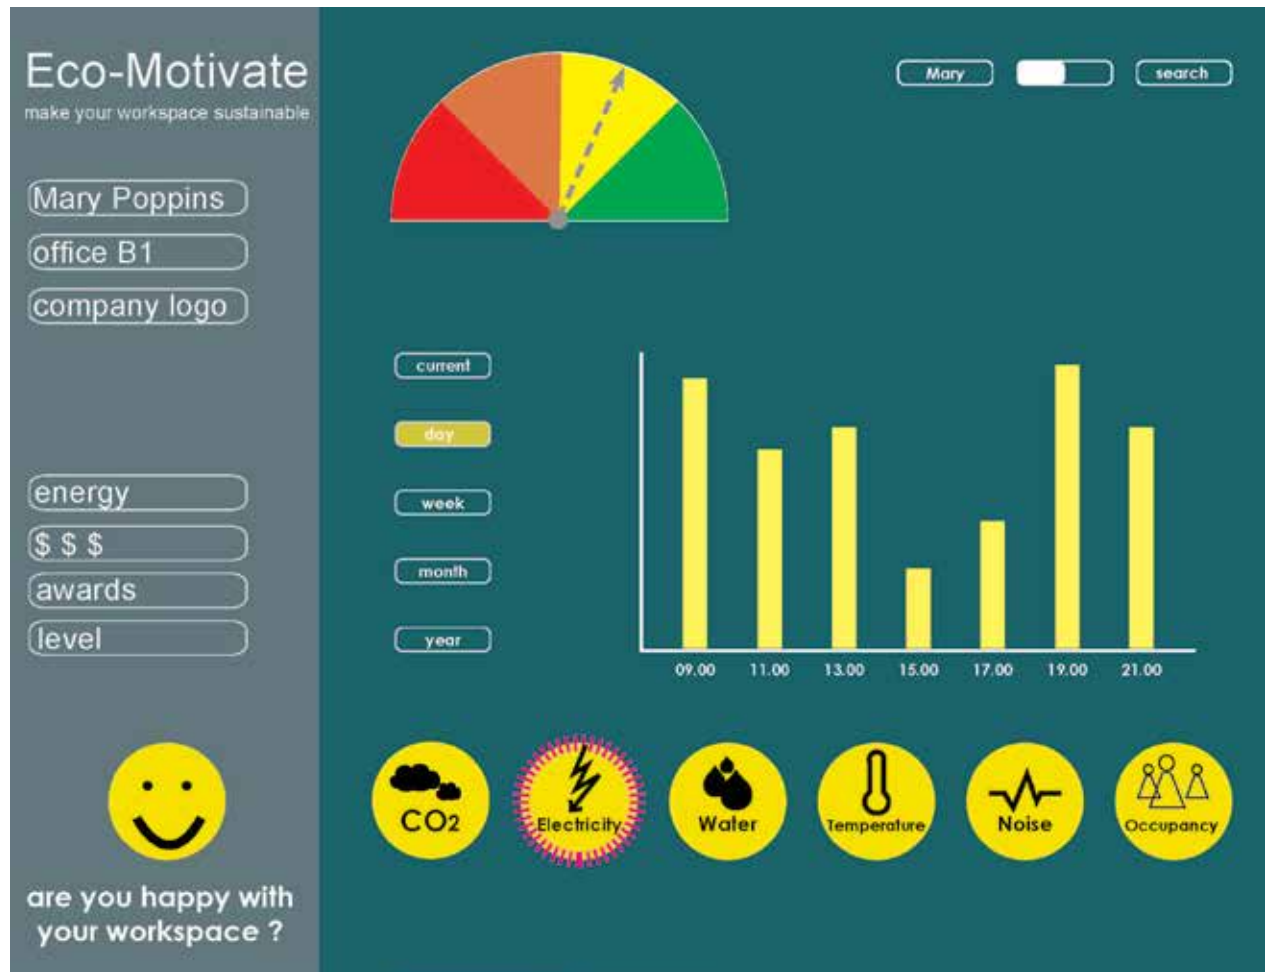 Eco-Motivate
make your workspace sustainable
Mary Poppins
office B1
company logo
energy
$ $ $
awards
level
are you happy with
your workspace ?
Mary
search
current
day
week
month
year
09.00 11.00 13.00 15.00 17.00 19.00 21.00
CO2
Electricity
Water
Temperature
Noise
Occupancy